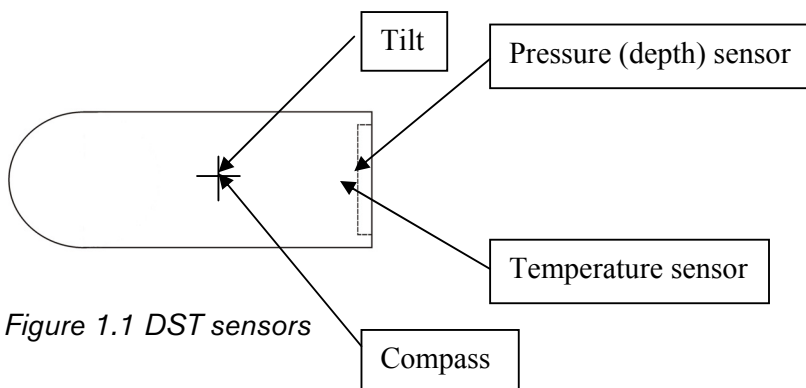 Tilt
Pressure (depth) sensor
Temperature sensor
Figure 1.1 DST sensors
Compass